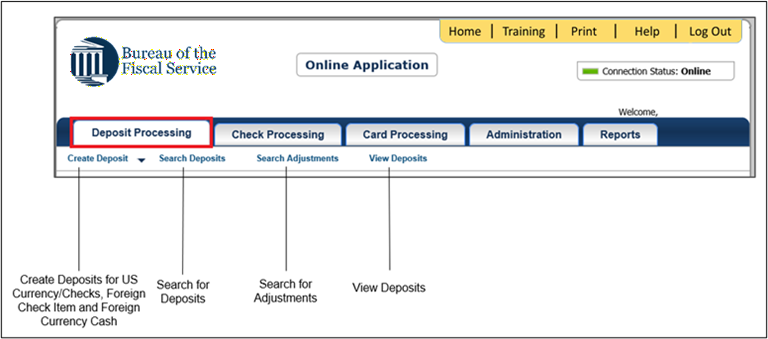 Home | Training | Print | Help | Log Out
Bureau of the
Fiscal Service
Online Application
Connection Status: Online
Welcome,
Deposit Processing Check Processing Card Processing Administration Reports
Create Deposit Search Deposits Search Adjustments View Deposits
Create Deposits for US
Currency/Checks, Foreign
Check Item and Foreign
Currency Cash
Search for
Deposits
Search for
Adjustments
View Deposits